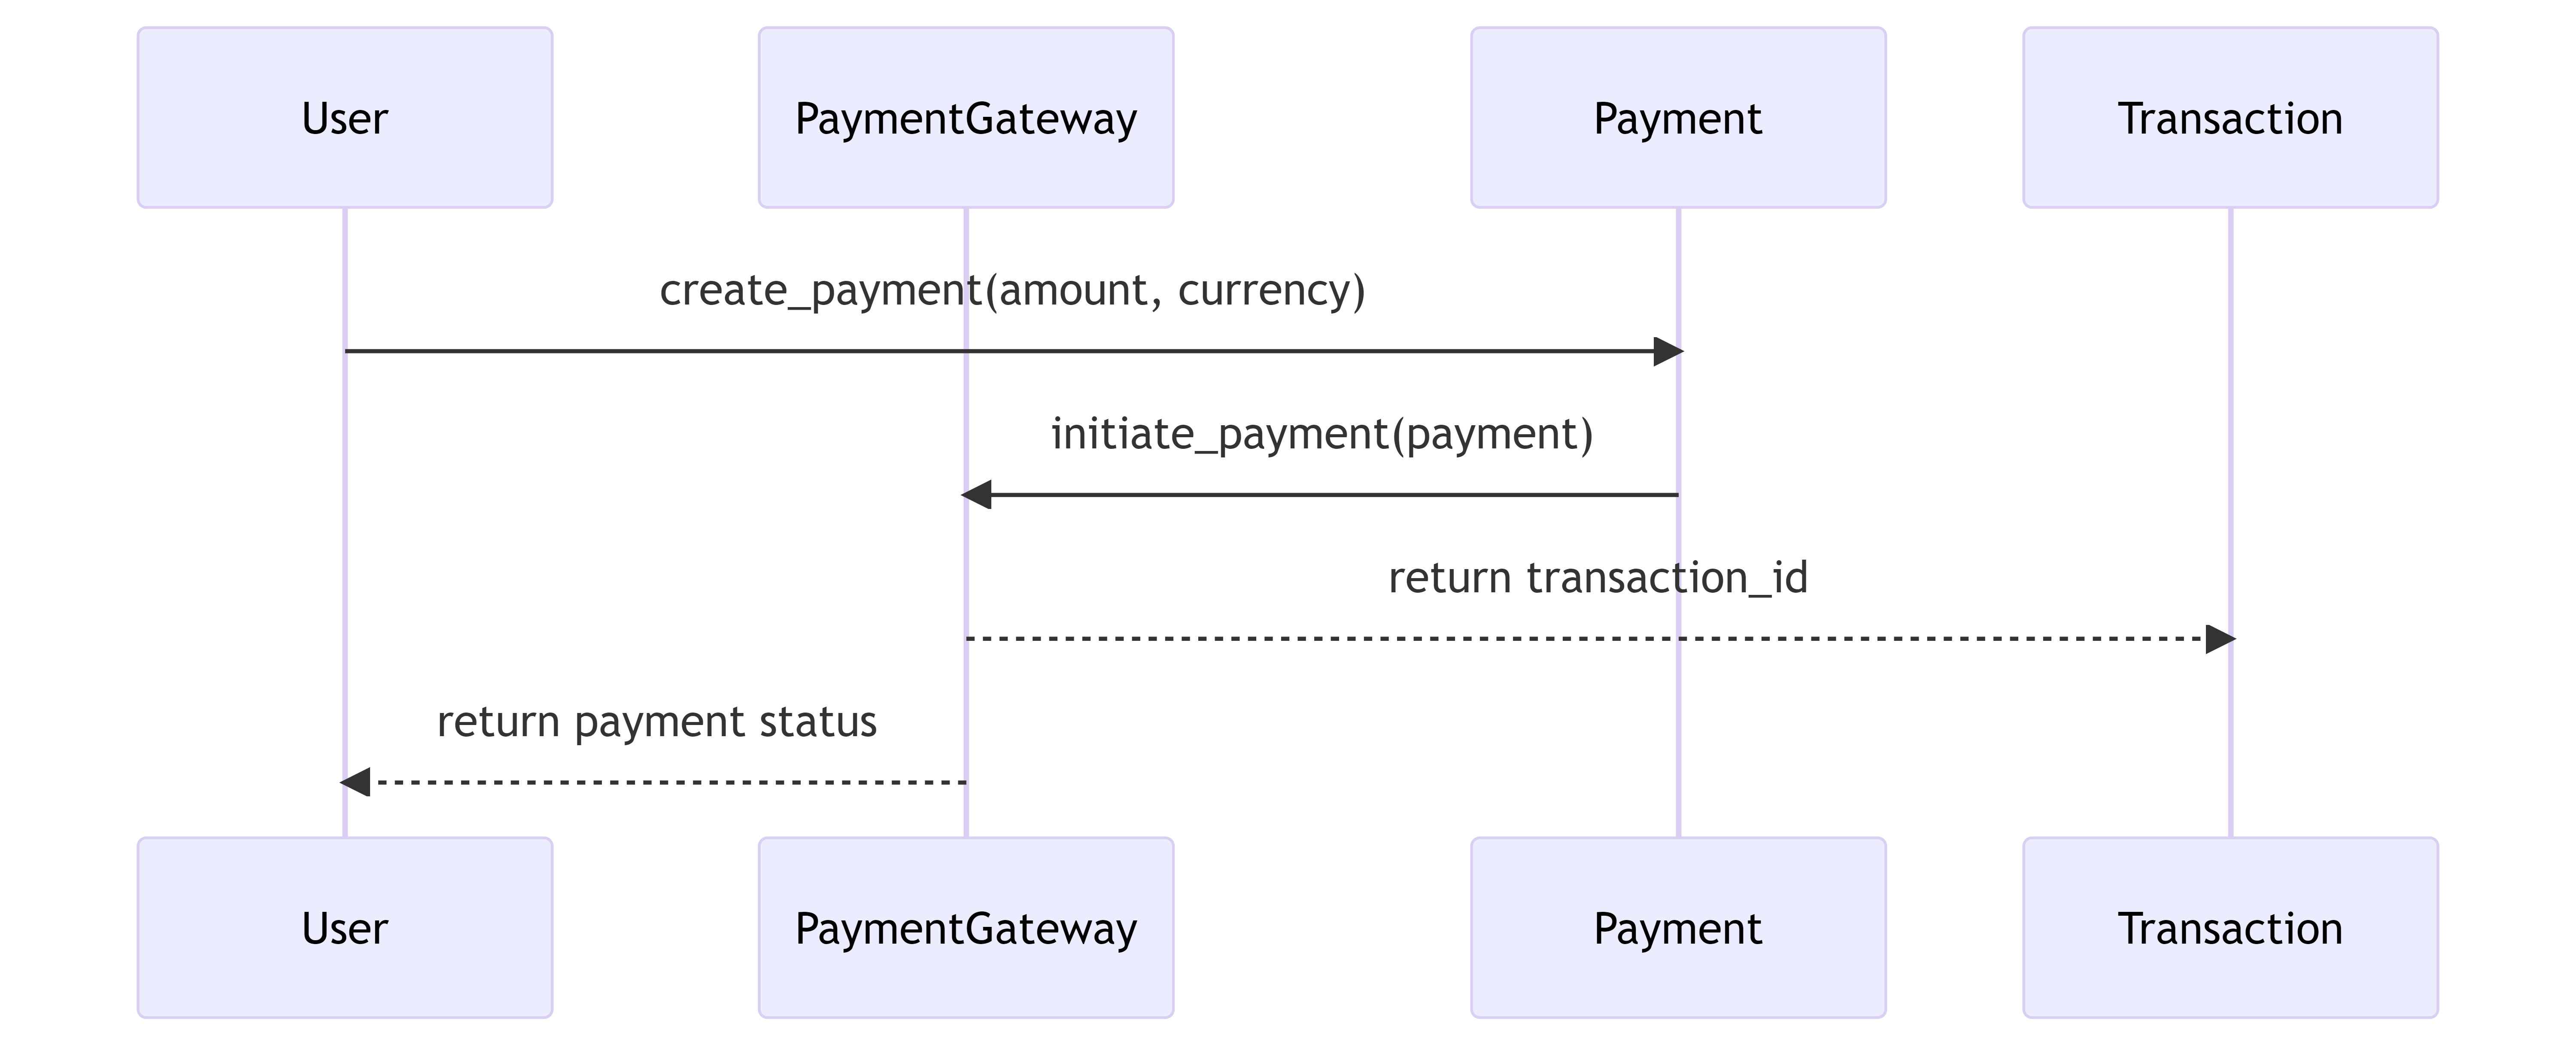 User
PaymentGateway
Payment
Transaction
create_payment(amount, currency)
initiate_payment(payment)
return transaction_id
return payment status
User
PaymentGateway
Payment
Transaction